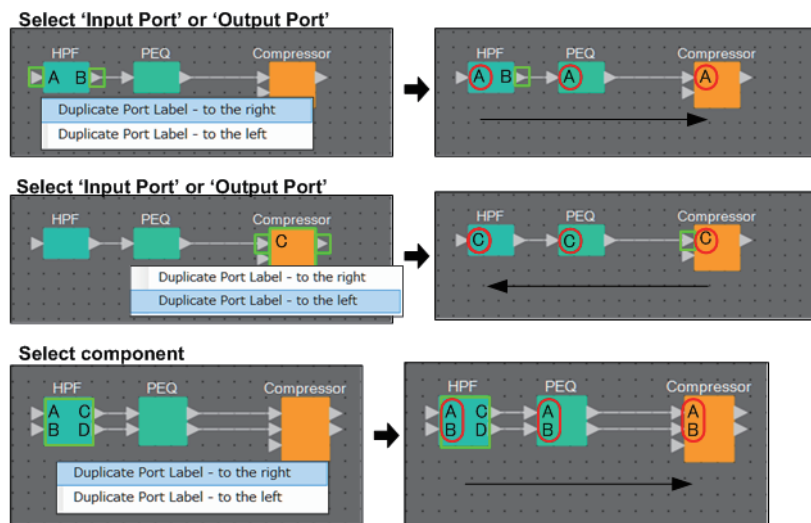 Select ‘Input Port’ or ‘Output Port’
HPF PEQ Compressor
A B
Duplicate Port Label - to the right
Duplicate Port Label - to the left
HPF PEQ Compressor
A B A A
Select ‘Input Port’ or ‘Output Port’
HPF PEQ Compressor
C
Duplicate Port Label - to the right
Duplicate Port Label - to the left
HPF PEQ Compressor
C C C
Select component
HPF PEQ Compressor
A C
B D
Duplicate Port Label - to the right
Duplicate Port Label - to the left
HPF PEQ Compressor
A C A A
B D B B